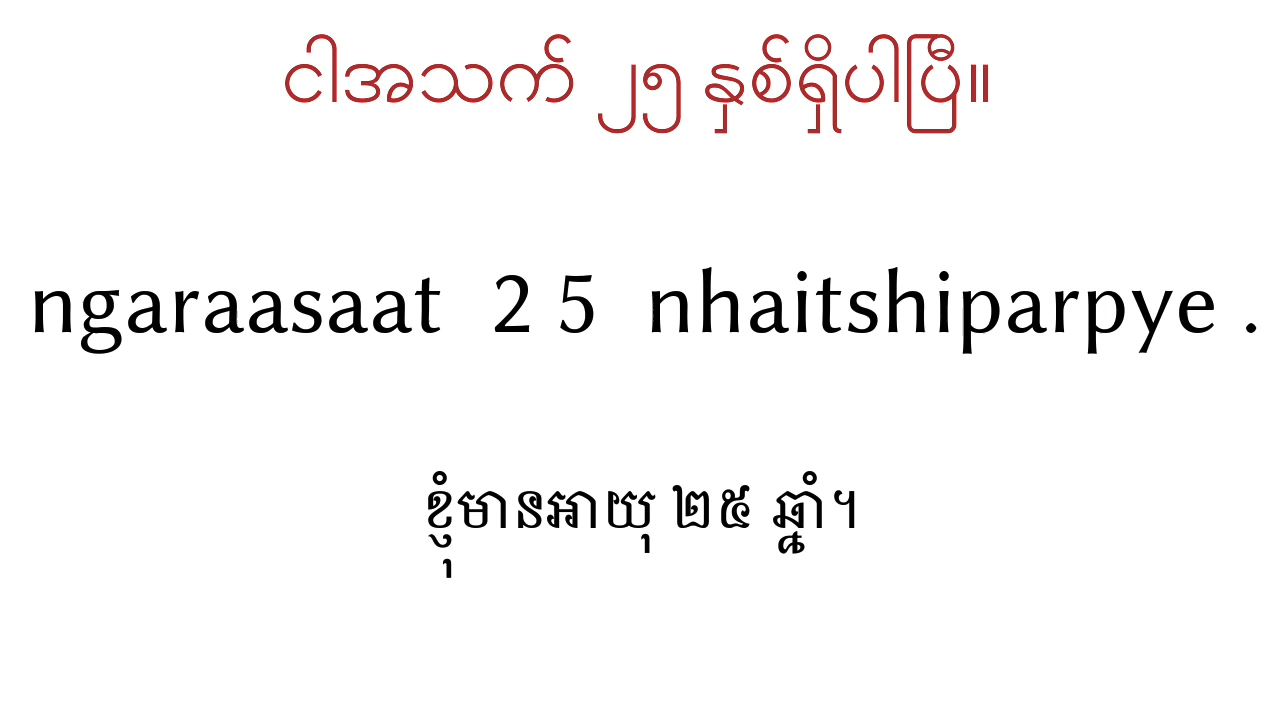 ငါအသက် ၂၅ နှစ်ရှိပါပြီ။
ngaraasaat 2 5 nhaitshiparpye .
ខ្ញុំមានអាយុ ២៥ ឆ្នាំ។